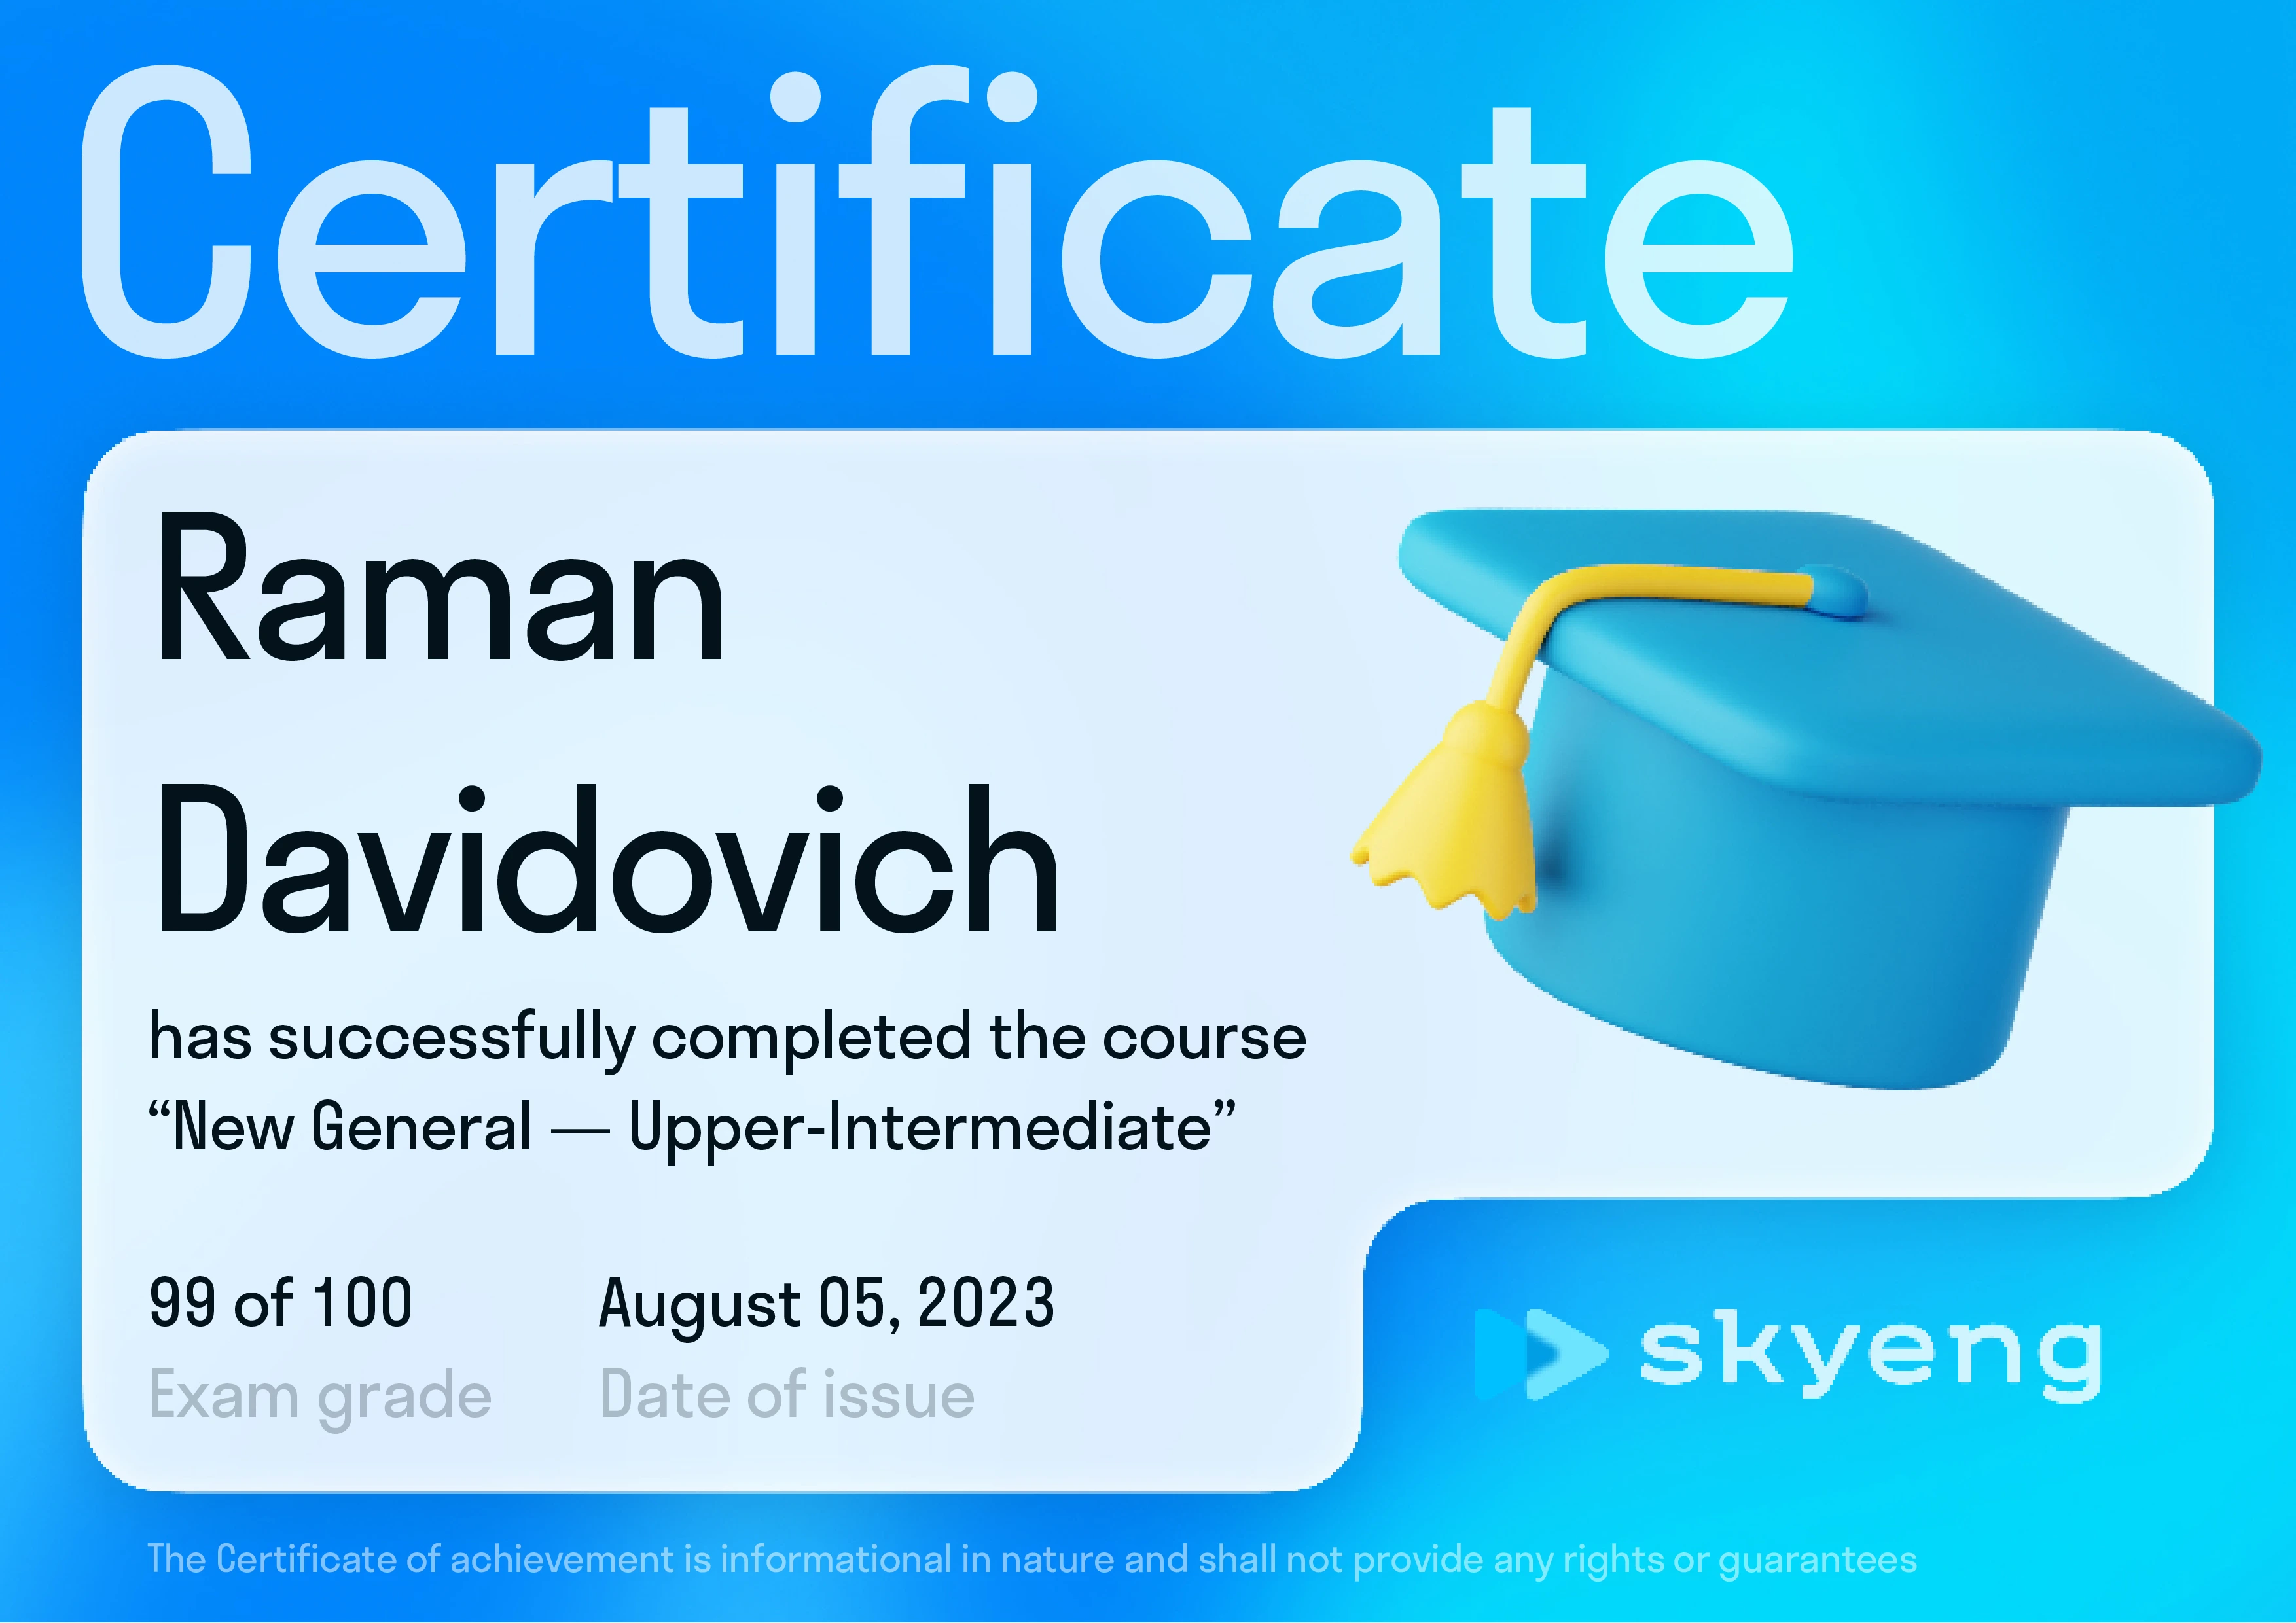 Certificate
Raman
Davidovich
has successfully completed the course
“New General — Upper-Intermediate”
99 of 100 August 05, 2023
Exam grade Date of issue
skyeng
The Certificate of achievement is informational in nature and shall not provide any rights or guarantees